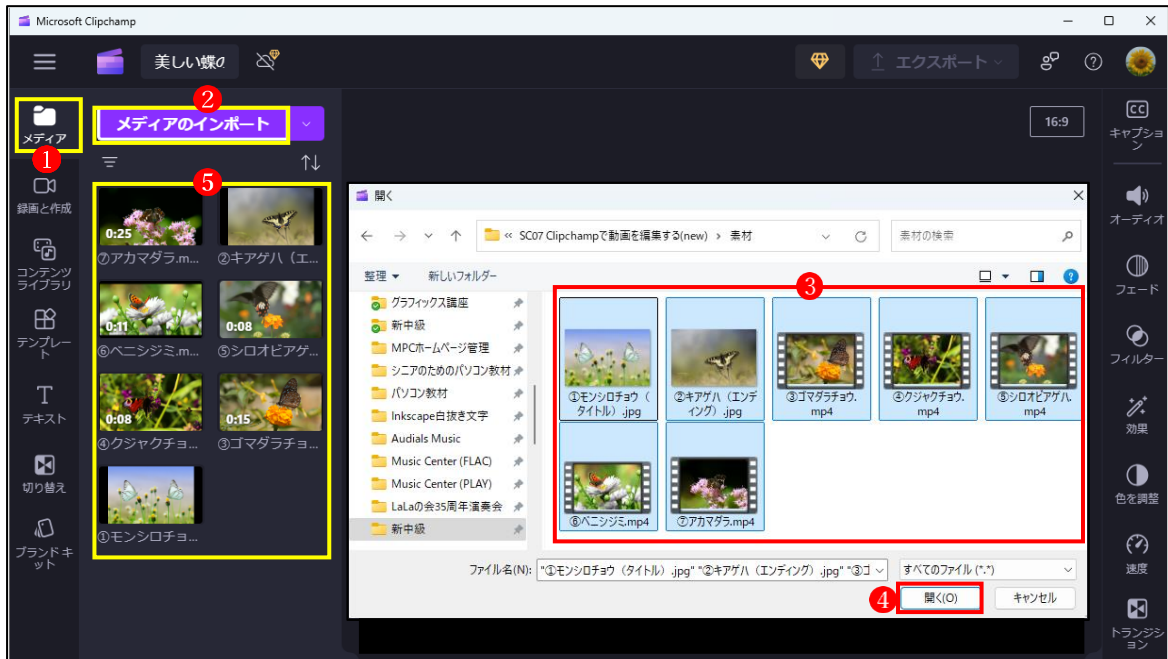 Microsoft Clipchamp
美しい蝶の
エクスポート
メディア
1
2
メディアのインポート
16:9
CC
キャプション
録画と作成
コンテンツ
ライブラリ
テンプレー
ト
テキスト
切り替え
ブランド キ
ット
5
0:25
⑦アカマダラ.m...
②キアゲハ（エ...
0:11
⑥ベニシジミ.m...
0:08
⑤シロオビアゲ...
0:08
④クジャクチョ...
0:15
③ゴマダラチョ...
①モンシロチョ...
開く
« SC07 Clipchampで動画を編集する(new) › 素材
素材の検索
整理
新しいフォルダー
グラフィックス講座
新中級
MPCホームページ管理
シニアのためのパソコン教材
パソコン教材
Inkscape白抜き文字
Audials Music
Music Center (FLAC)
Music Center (PLAY)
LaLaの会35周年演奏会
新中級
3
①モンシロチョウ（
タイトル）.jpg
②キアゲハ（エンデ
ィング）.jpg
③ゴマダラチョウ.
mp4
④クジャクチョウ.
mp4
⑤シロオビアゲハ.
mp4
⑥ベニシジミ.mp4
⑦アカマダラ.mp4
ファイル名(N):
"①モンシロチョウ（タイトル）.jpg" "②キアゲハ（エンディング）.jpg" "③ゴ
すべてのファイル (*.*)
4
開く(O)
キャンセル
オーディオ
フェード
フィルター
効果
色を調整
速度
トランジシ
ョン